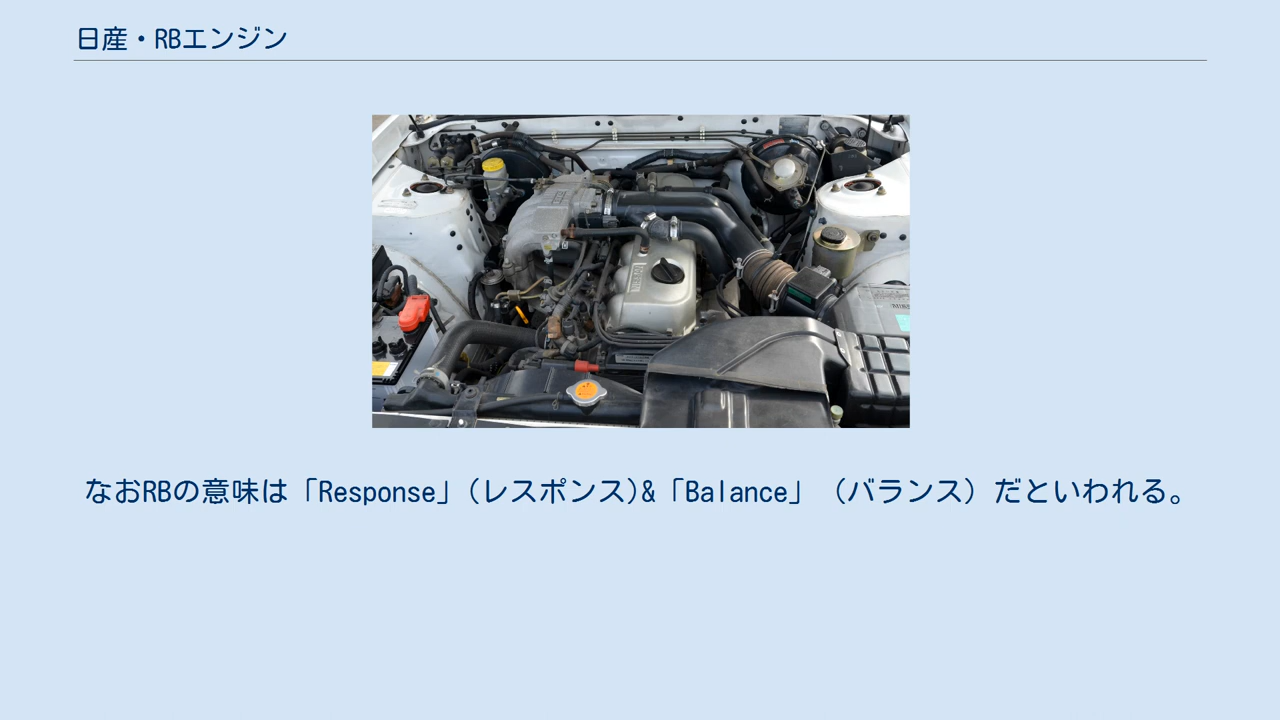 日産・RBエンジン
なおRBの意味は「Response」(レスポンス)&「Balance」（バランス）だといわれる。